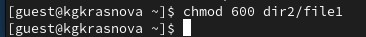 [guest@kgkrasnova ~]$ chmod 600 dir2/file1
[guest@kgkrasnova ~]$